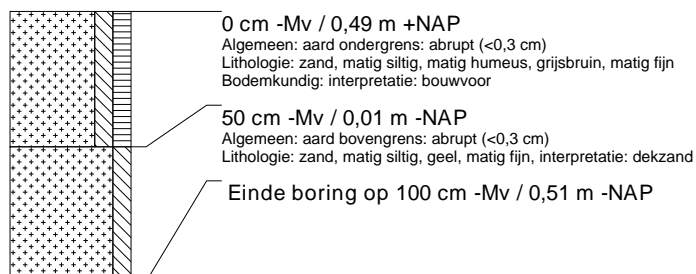 0 cm -Mv / 0,49 m +NAP
Algemeen: aard ondergrens: abrupt (<0,3 cm)
Lithologie: zand, matig siltig, matig humeus, grijsbruin, matig fijn
Bodemkundig: interpretatie: bouwvoor
50 cm -Mv / 0,01 m -NAP
Algemeen: aard bovengrens: abrupt (<0,3 cm)
Lithologie: zand, matig siltig, geel, matig fijn, interpretatie: dekzand
Einde boring op 100 cm -Mv / 0,51 m -NAP